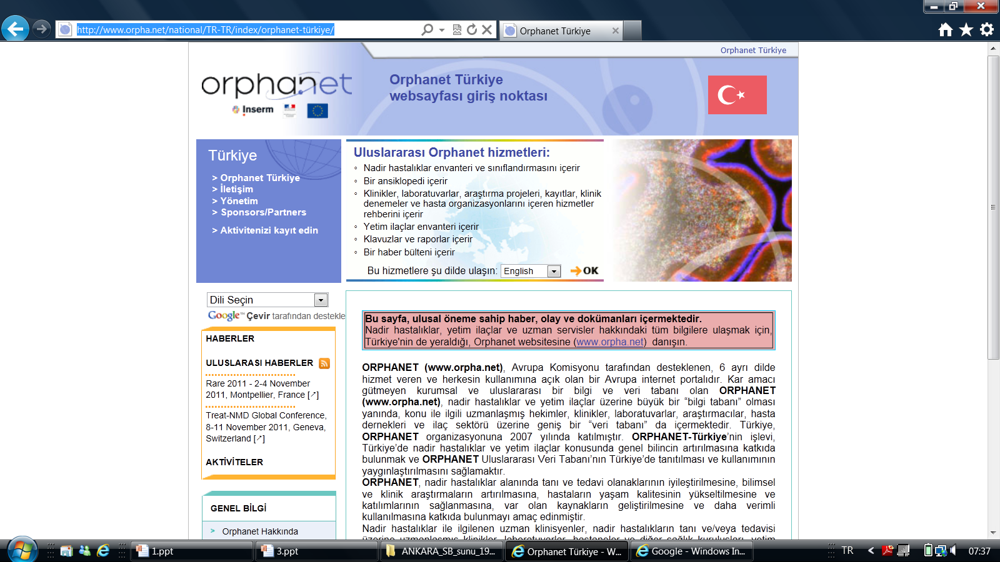 http://www.orpha.net/national/TR-TR/index/orphanet-türkiye/
Orphanet Türkiye
Orphanet Türkiye
orphanet
Inserm
Orphanet Türkiye
websayfası giriş noktası
Türkiye
> Orphanet Türkiye
> İletişim
> Yönetim
> Sponsors/Partners
> Aktivitenizi kayıt edin
Uluslararası Orphanet hizmetleri:
Nadir hastalıklar envanteri ve sınıflandırmasını içerir
Bir ansiklopedi içerir
Klinikler, laboratuvarlar, araştırma projeleri, kayıtlar, klinik
denemeler ve hasta organizasyonlarını içeren hizmetler
rehberini içerir
Yetim ilaçlar envanteri içerir
Klavuzlar ve raporlar içerir
Bir haber bülteni içerir
Bu hizmetlere şu dilde ulaşın: English OK
Dili Seçin
Google™ Çevir tarafından destekle
HABERLER
ULUSLARASI HABERLER
Rare 2011 - 2-4 November
2011, Montpellier, France [↗]
Treat-NMD Global Conference,
8-11 November 2011, Geneva,
Switzerland [↗]
AKTİVİTELER
GENEL BİLGİ
> Orphanet Hakkında
Bu sayfa, ulusal öneme sahip haber, olay ve dokümanları içermektedir.
Nadir hastalıklar, yetim ilaçlar ve uzman servisler hakkındaki tüm bilgilere ulaşmak için,
Türkiye'nin de yeraldığı, Orphanet websitesine (www.orpha.net) danışın.
ORPHANET (www.orpha.net), Avrupa Komisyonu tarafından desteklenen, 6 ayrı dilde
hizmet veren ve herkesin kullanımına açık olan bir Avrupa internet portalıdır. Kar amacı
gütmeyen kurumsal ve uluslararası bir bilgi ve veri tabanı olan ORPHANET
(www.orpha.net), nadir hastalıklar ve yetim ilaçlar üzerine büyük bir “bilgi tabanı” olması
yanında, konu ile ilgili uzmanlaşmış hekimler, klinikler, laboratuvarlar, araştırmacılar, hasta
dernekleri ve ilaç sektörü üzerine geniş bir “veri tabanı” da içermektedir. Türkiye,
ORPHANET organizasyonuna 2007 yılında katılmıştır. ORPHANET-Türkiye’nin işlevi,
Türkiye’de nadir hastalıklar ve yetim ilaçlar konusunda genel bilincin artırılmasına katkıda
bulunmak ve ORPHANET Uluslararası Veri Tabanı’nın Türkiye’de tanıtılması ve kullanımının
yaygınlaştırılmasını sağlamaktır.
ORPHANET, nadir hastalıklar alanında tanı ve tedavi olanaklarının iyileştirilmesine, bilimsel
ve klinik araştırmaların artırılmasına, hastaların yaşam kalitesinin yükseltilmesine ve
katılımlarının sağlanmasına, var olan kaynakların geliştirilmesine ve daha verimli
kullanılmasına katkıda bulunmayı amaç edinmiştir.
Nadir hastalıklar ile ilgilenen uzman klinisyenler, nadir hastalıkların tanı ve/veya tedavisi
üzerine uzmanlaşmış klinikler, laboratuvarlar, hastaneler ve diğer sağlık kuruluşları, yetim
1.ppt
3.ppt
ANKARA_SB_sunu_19...
Orphanet Türkiye - W...
Google - Windows In...
TR
07:37